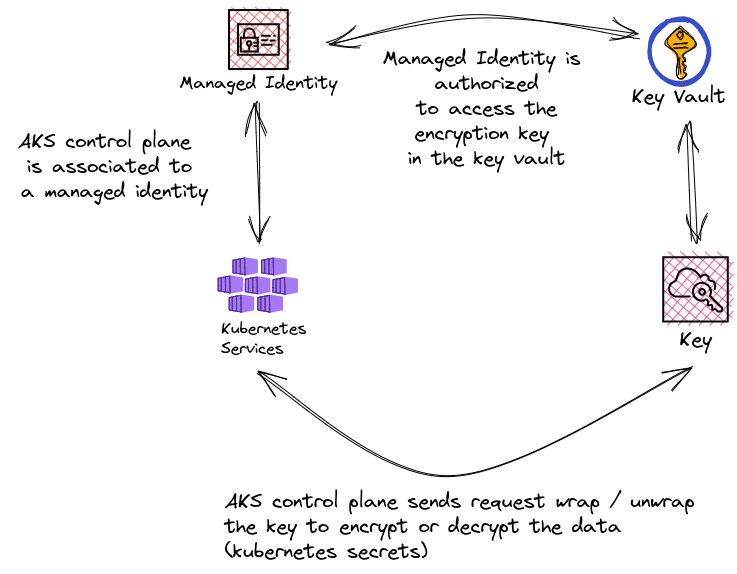 Managed Identity
Managed Identity is
authorized
to access the
encryption key
in the key vault
Key Vault
AKS control plane
is associated to
a managed identity
Kubernetes
Services
Key
AKS control plane sends request wrap / unwrap
the key to encrypt or decrypt the data
(kubernetes secrets)